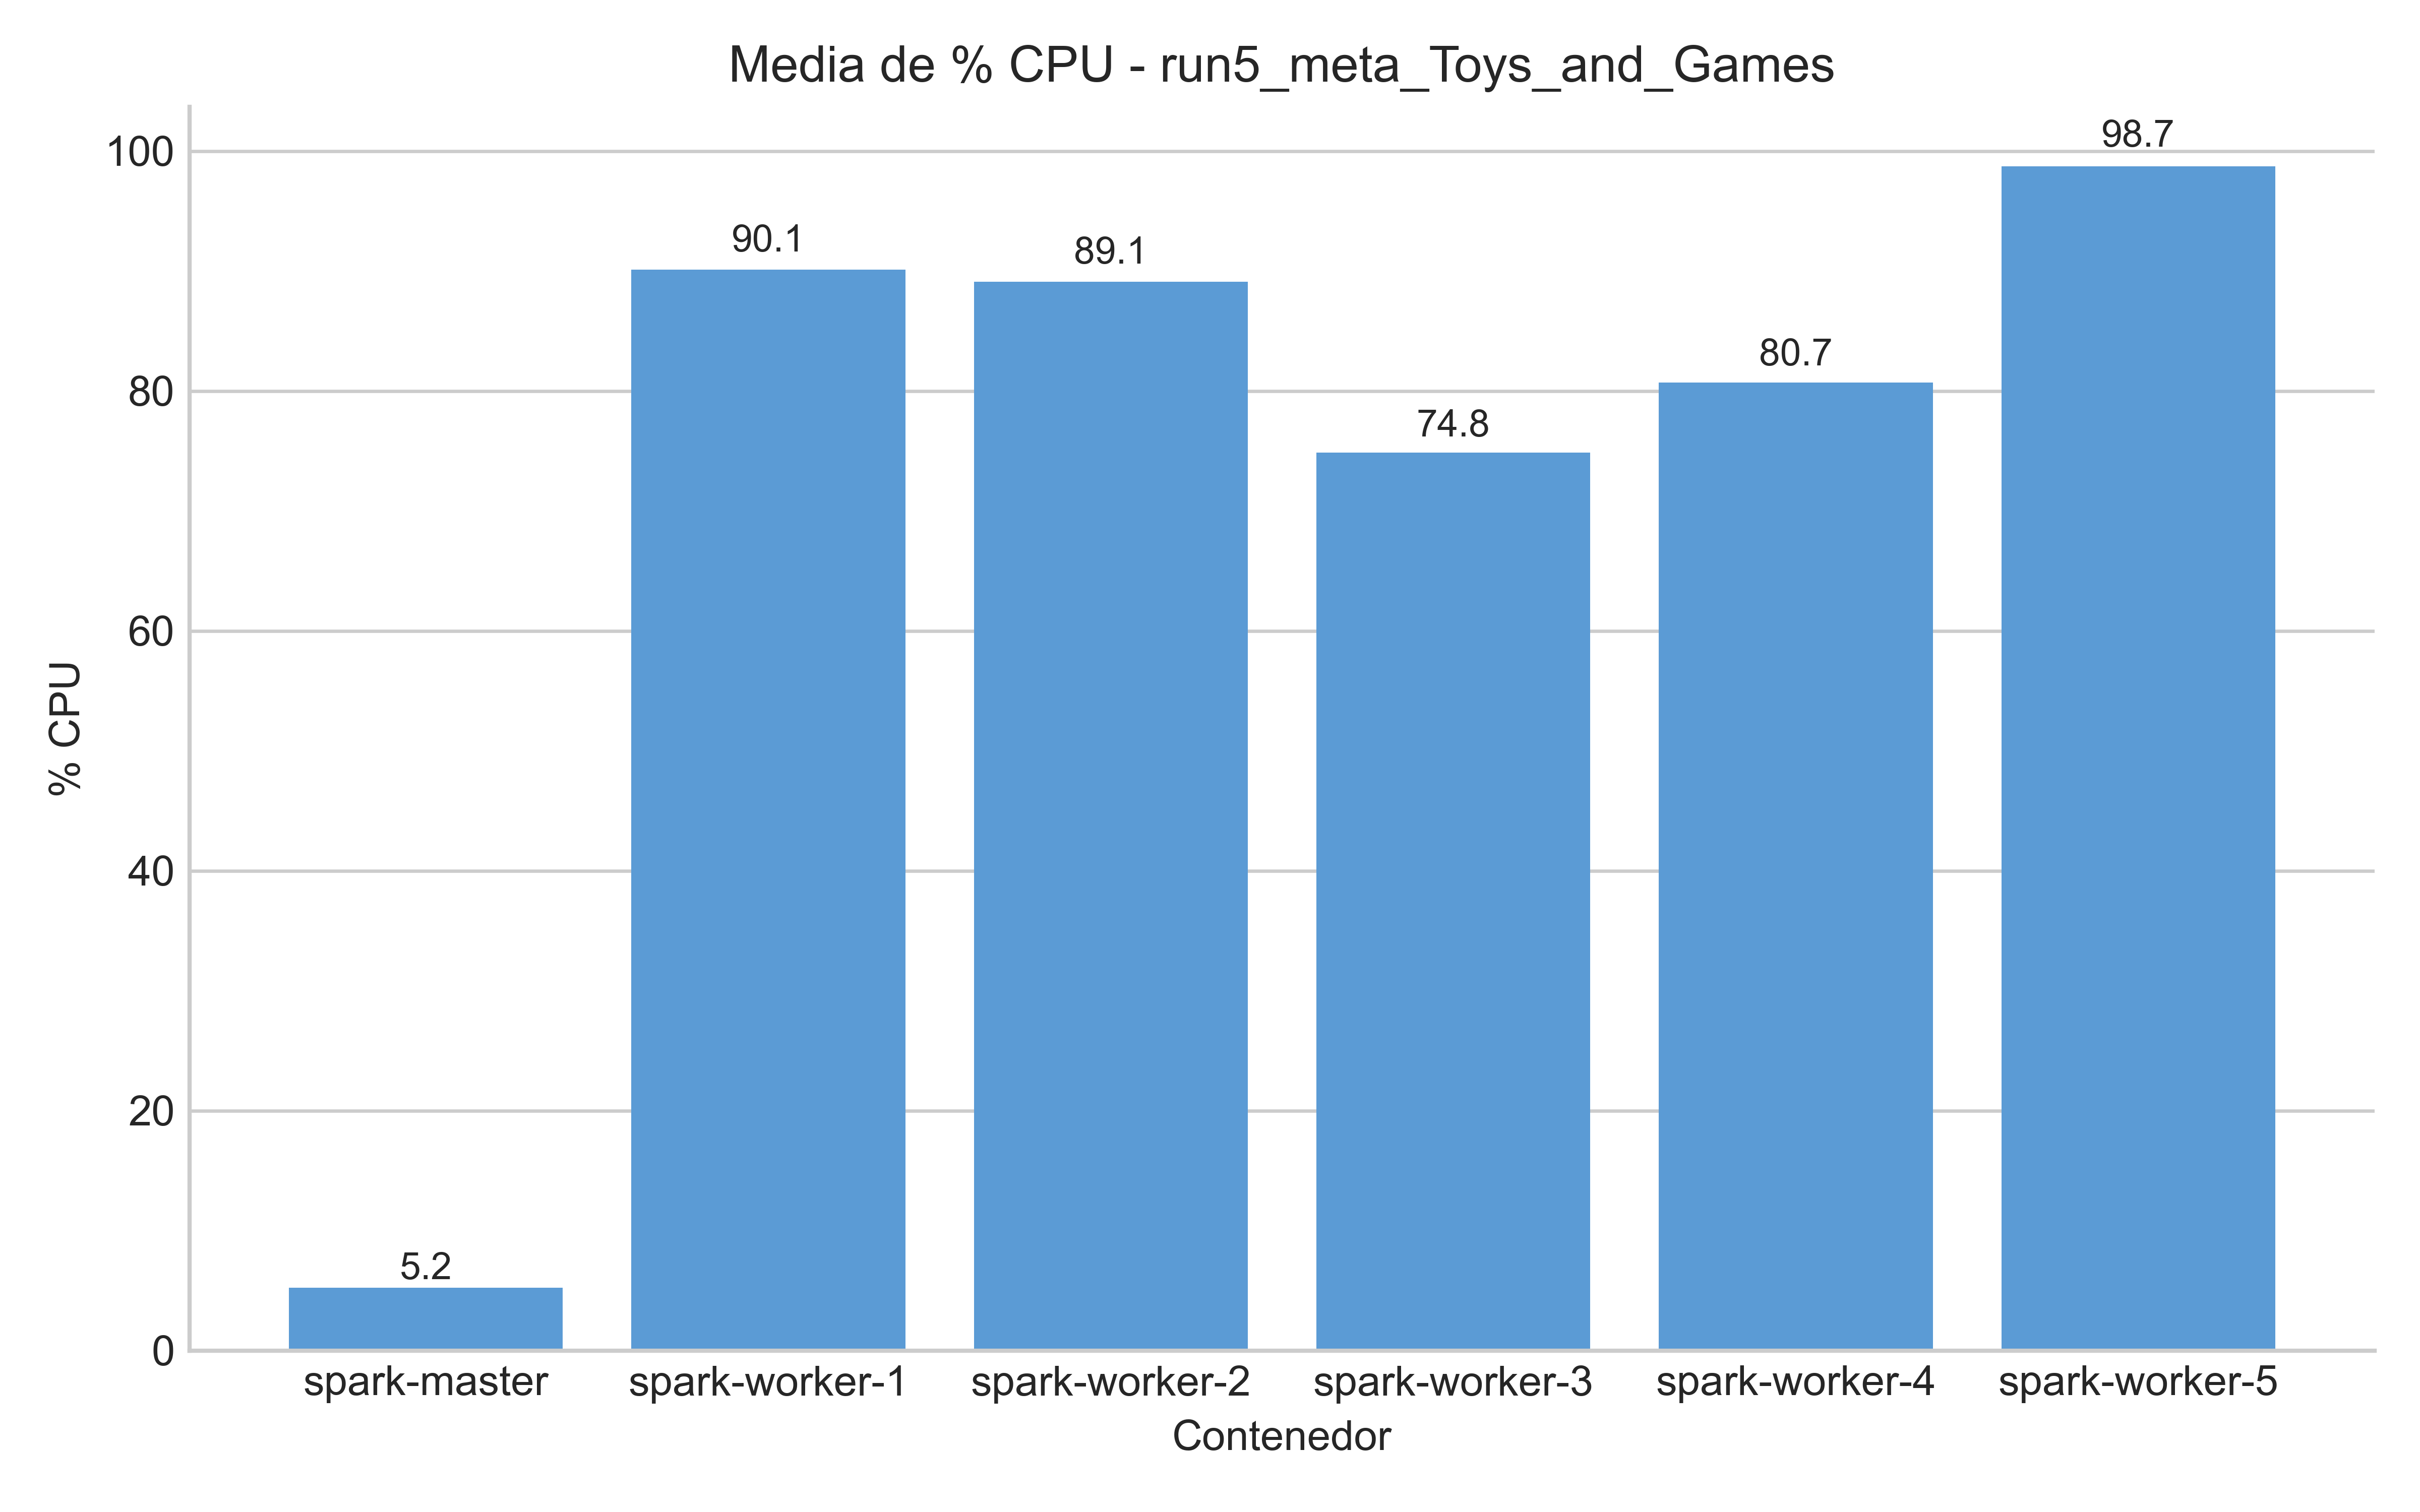 Media de % CPU - run5_meta_Toys_and_Games
100
80
60
40
20
0
% CPU
5.2
90.1
89.1
74.8
80.7
98.7
spark-master
spark-worker-1
spark-worker-2
spark-worker-3
spark-worker-4
spark-worker-5
Contenedor